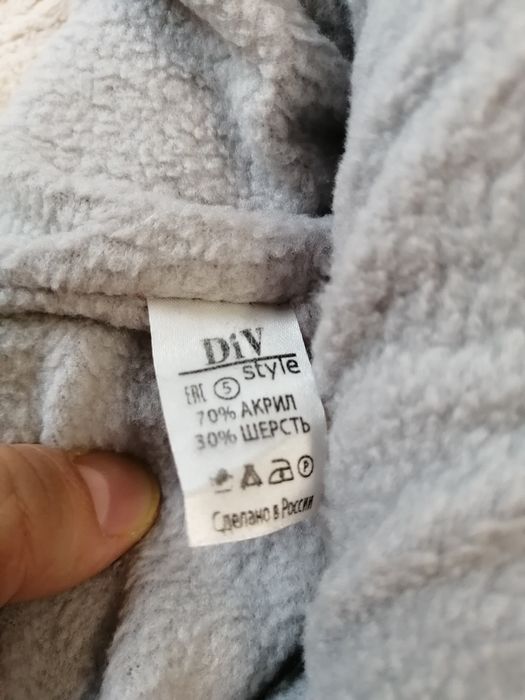 DiV
style
EAC 5
70% АКРИЛ
30% ШЕРСТЬ
P
Сделано в России